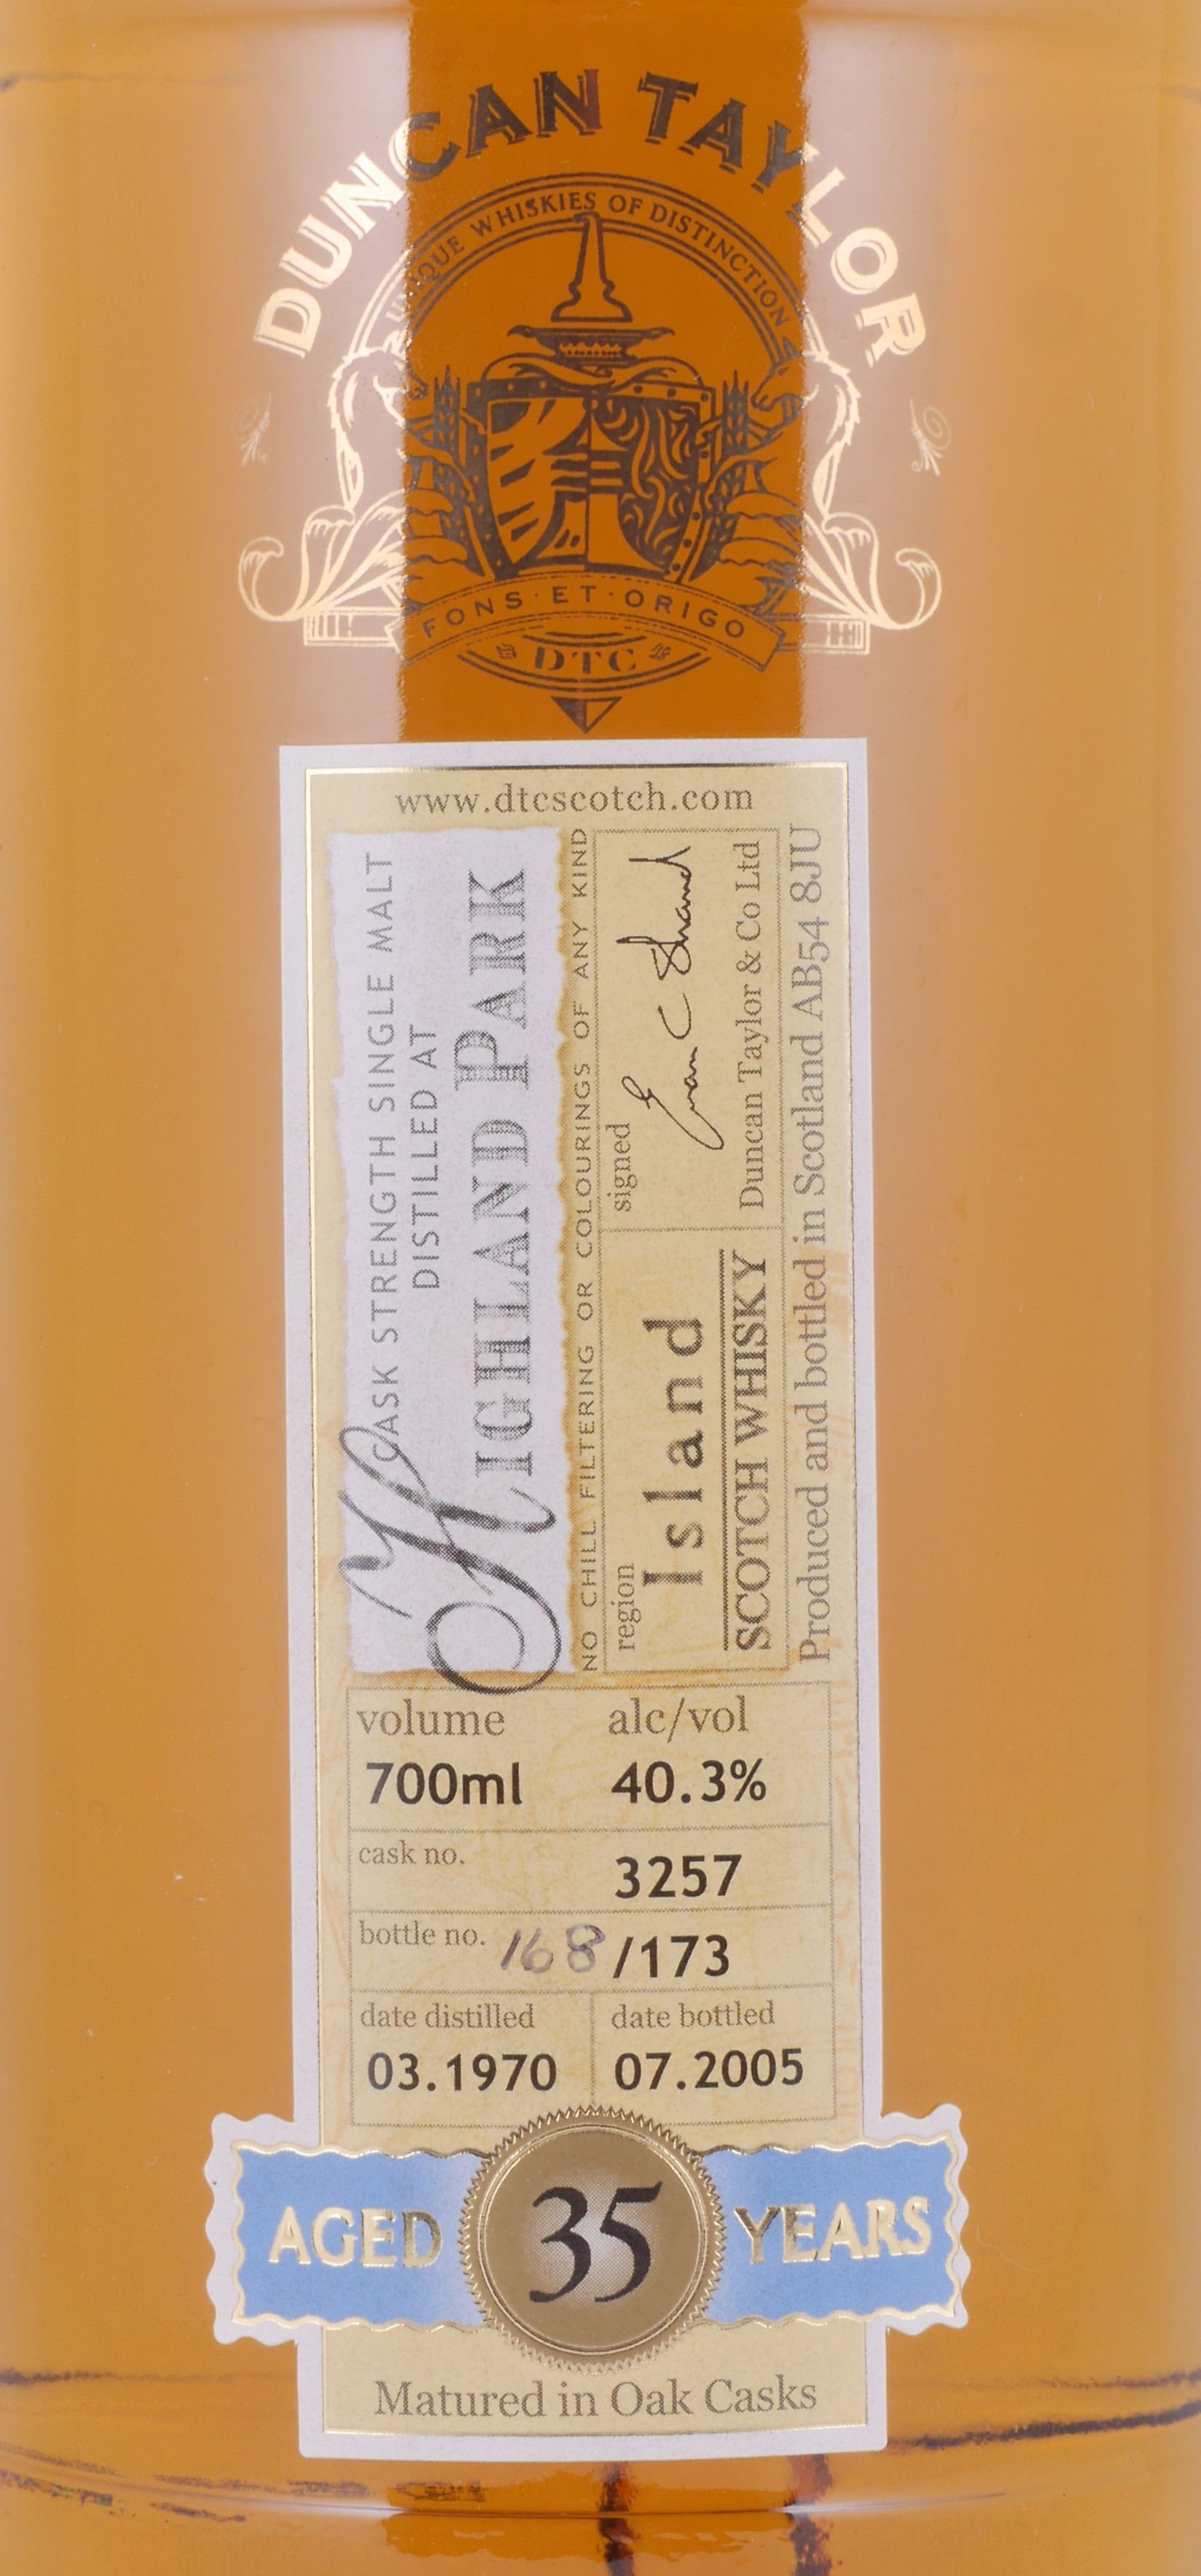 DUNCAN TAYLOR
UNIQUE WHISKIES OF DISTINCTION
FONS·ET·ORIGO
DTC
www.dtcscotch.com
CASK STRENGTH SINGLE MALT
DISTILLED AT
HIGHLAND PARK
NO CHILL FILTERING OR COLOURINGS OF ANY KIND
region
Island
SCOTCH WHISKY
signed
Euan C Shand
Duncan Taylor & Co Ltd
Produced and bottled in Scotland AB54 8JU
volume alc/vol
700ml 40.3%
cask no. 3257
bottle no. 168/173
date distilled date bottled
03.1970 07.2005
AGED 35 YEARS
Matured in Oak Casks